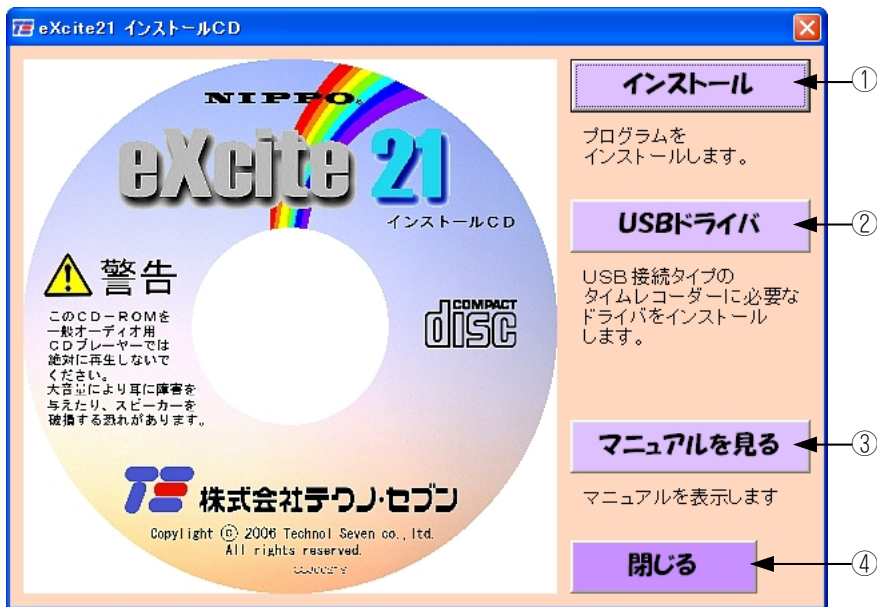 eXcite21 インストールCD
NIPPO
eXcite 21
インストールCD
警告
このCD-ROMを
一般オーディオ用
CDプレーヤーでは
絶対に再生しないで
ください。
大音量により耳に障害を
与えたり、スピーカーを
破損する恐れがあります。
COMPACT
disc
株式会社テクノ・セブン
Copylight © 2006 Technol Seven co., ltd.
All rights reserved.
インストール
①
プログラムを
インストールします。
USBドライバ
②
USB接続タイプの
タイムレコーダーに必要な
ドライバをインストール
します。
マニュアルを見る
③
マニュアルを表示します
閉じる
④